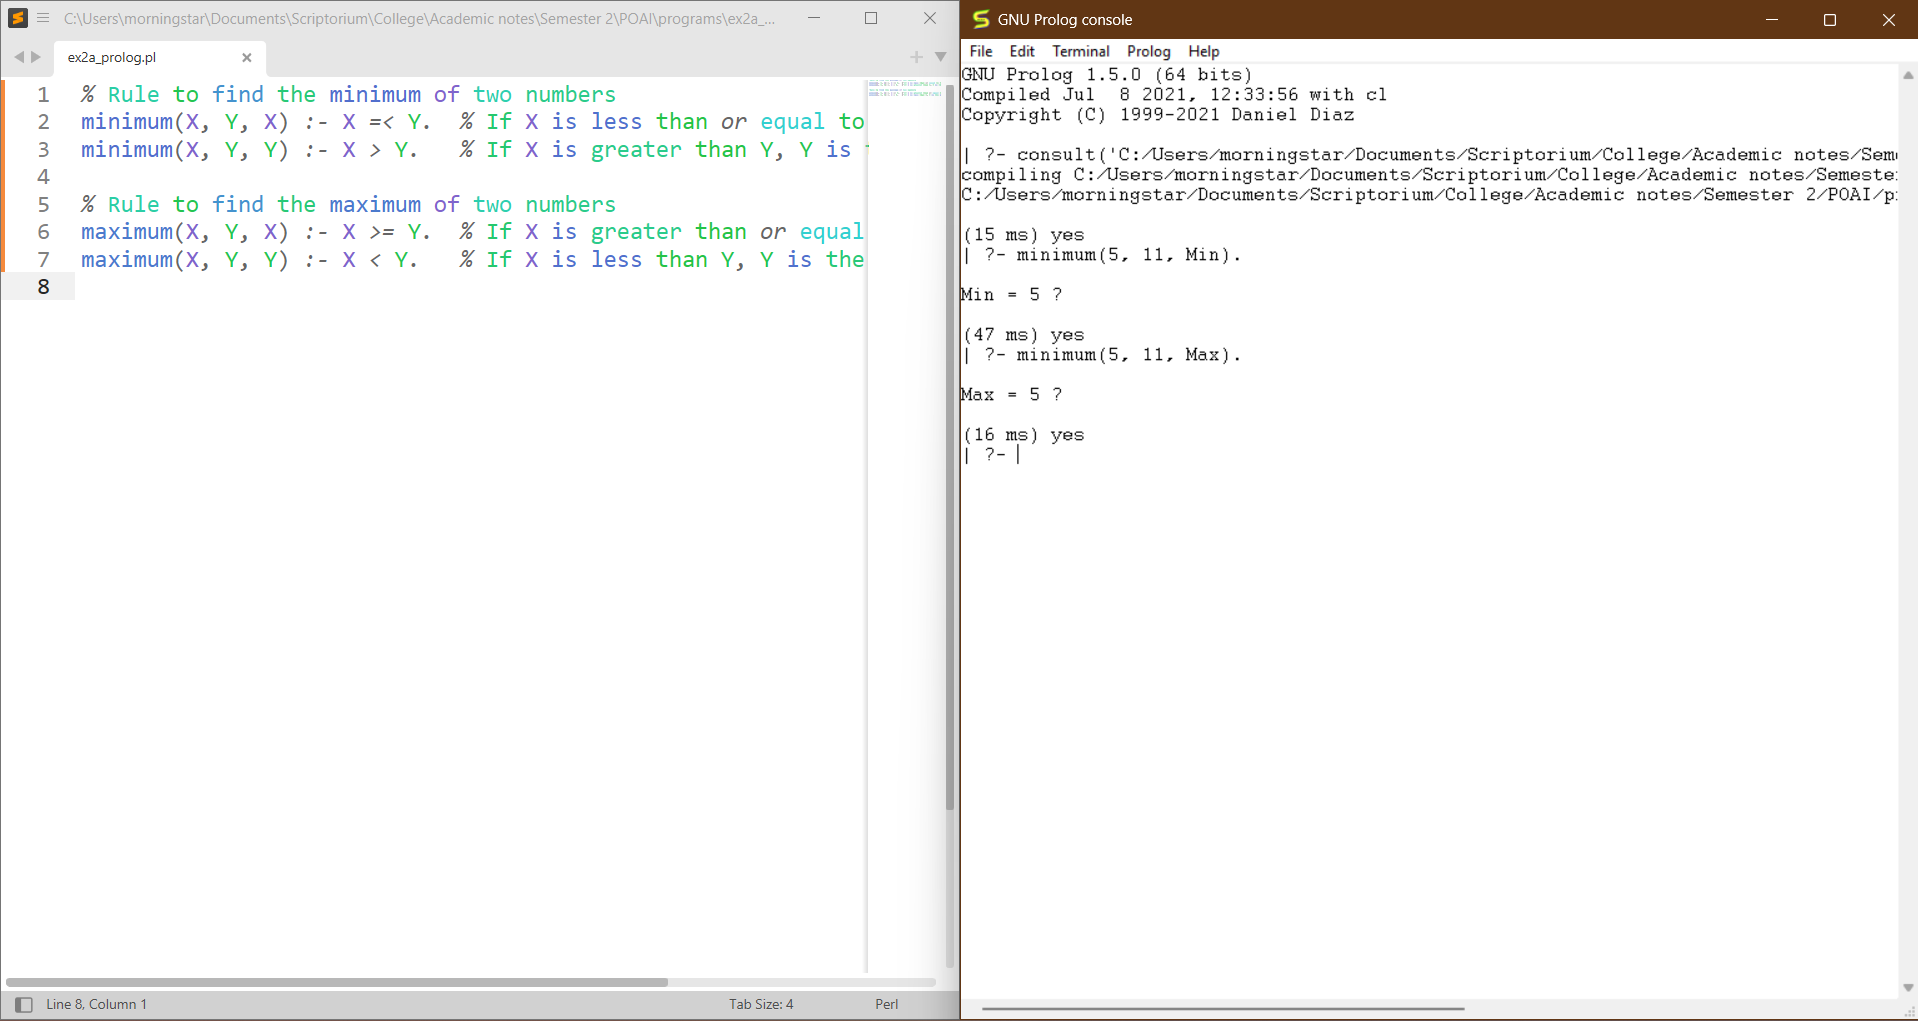 C:\Users\morningstar\Documents\Scriptorium\College\Academic notes\Semester 2\POAI\programs\ex2a_...
ex2a_prolog.pl
1 % Rule to find the minimum of two numbers
2 minimum(X, Y, X) :- X =< Y.  % If X is less than or equal to
3 minimum(X, Y, Y) :- X > Y.   % If X is greater than Y, Y is
4
5 % Rule to find the maximum of two numbers
6 maximum(X, Y, X) :- X >= Y.  % If X is greater than or equal
7 maximum(X, Y, Y) :- X < Y.   % If X is less than Y, Y is the
8
Line 8, Column 1
Tab Size: 4
Perl
GNU Prolog console
File Edit Terminal Prolog Help
GNU Prolog 1.5.0 (64 bits)
Compiled Jul  8 2021, 12:33:56 with cl
Copyright (C) 1999-2021 Daniel Diaz
| ?- consult('C:/Users/morningstar/Documents/Scriptorium/College/Academic notes/Sem
compiling C:/Users/morningstar/Documents/Scriptorium/College/Academic notes/Semeste
C:/Users/morningstar/Documents/Scriptorium/College/Academic notes/Semester 2/POAI/p
(15 ms) yes
| ?- minimum(5, 11, Min).
Min = 5 ?
(47 ms) yes
| ?- minimum(5, 11, Max).
Max = 5 ?
(16 ms) yes
| ?-